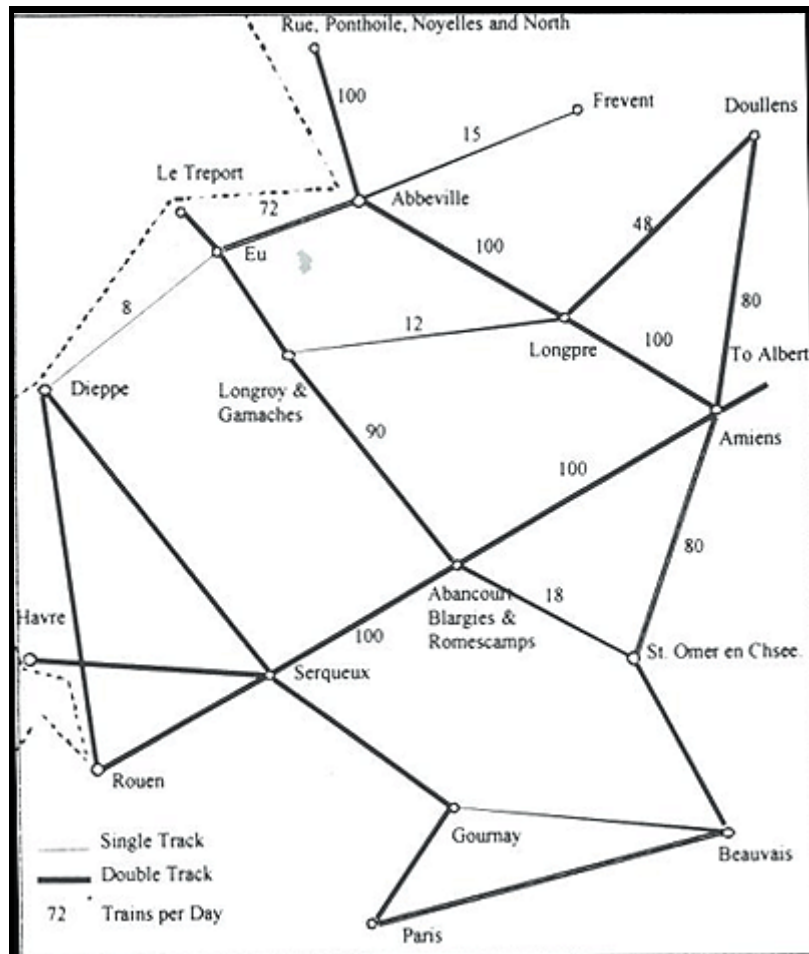 Rue, Ponthoile, Noyelles and North
100
Frevent
Doullens
15
Le Treport
72
Abbeville
Eu
100
48
8
12
80
Longpre
100
To Albert
Dieppe
Longroy &
Gamaches
90
Amiens
100
80
Abancourt
Blargies &
Romescamps
18
Havre
100
Serqueux
St. Omer en Chsee.
Rouen
Gournay
Beauvais
Single Track
Double Track
72 Trains per Day
Paris